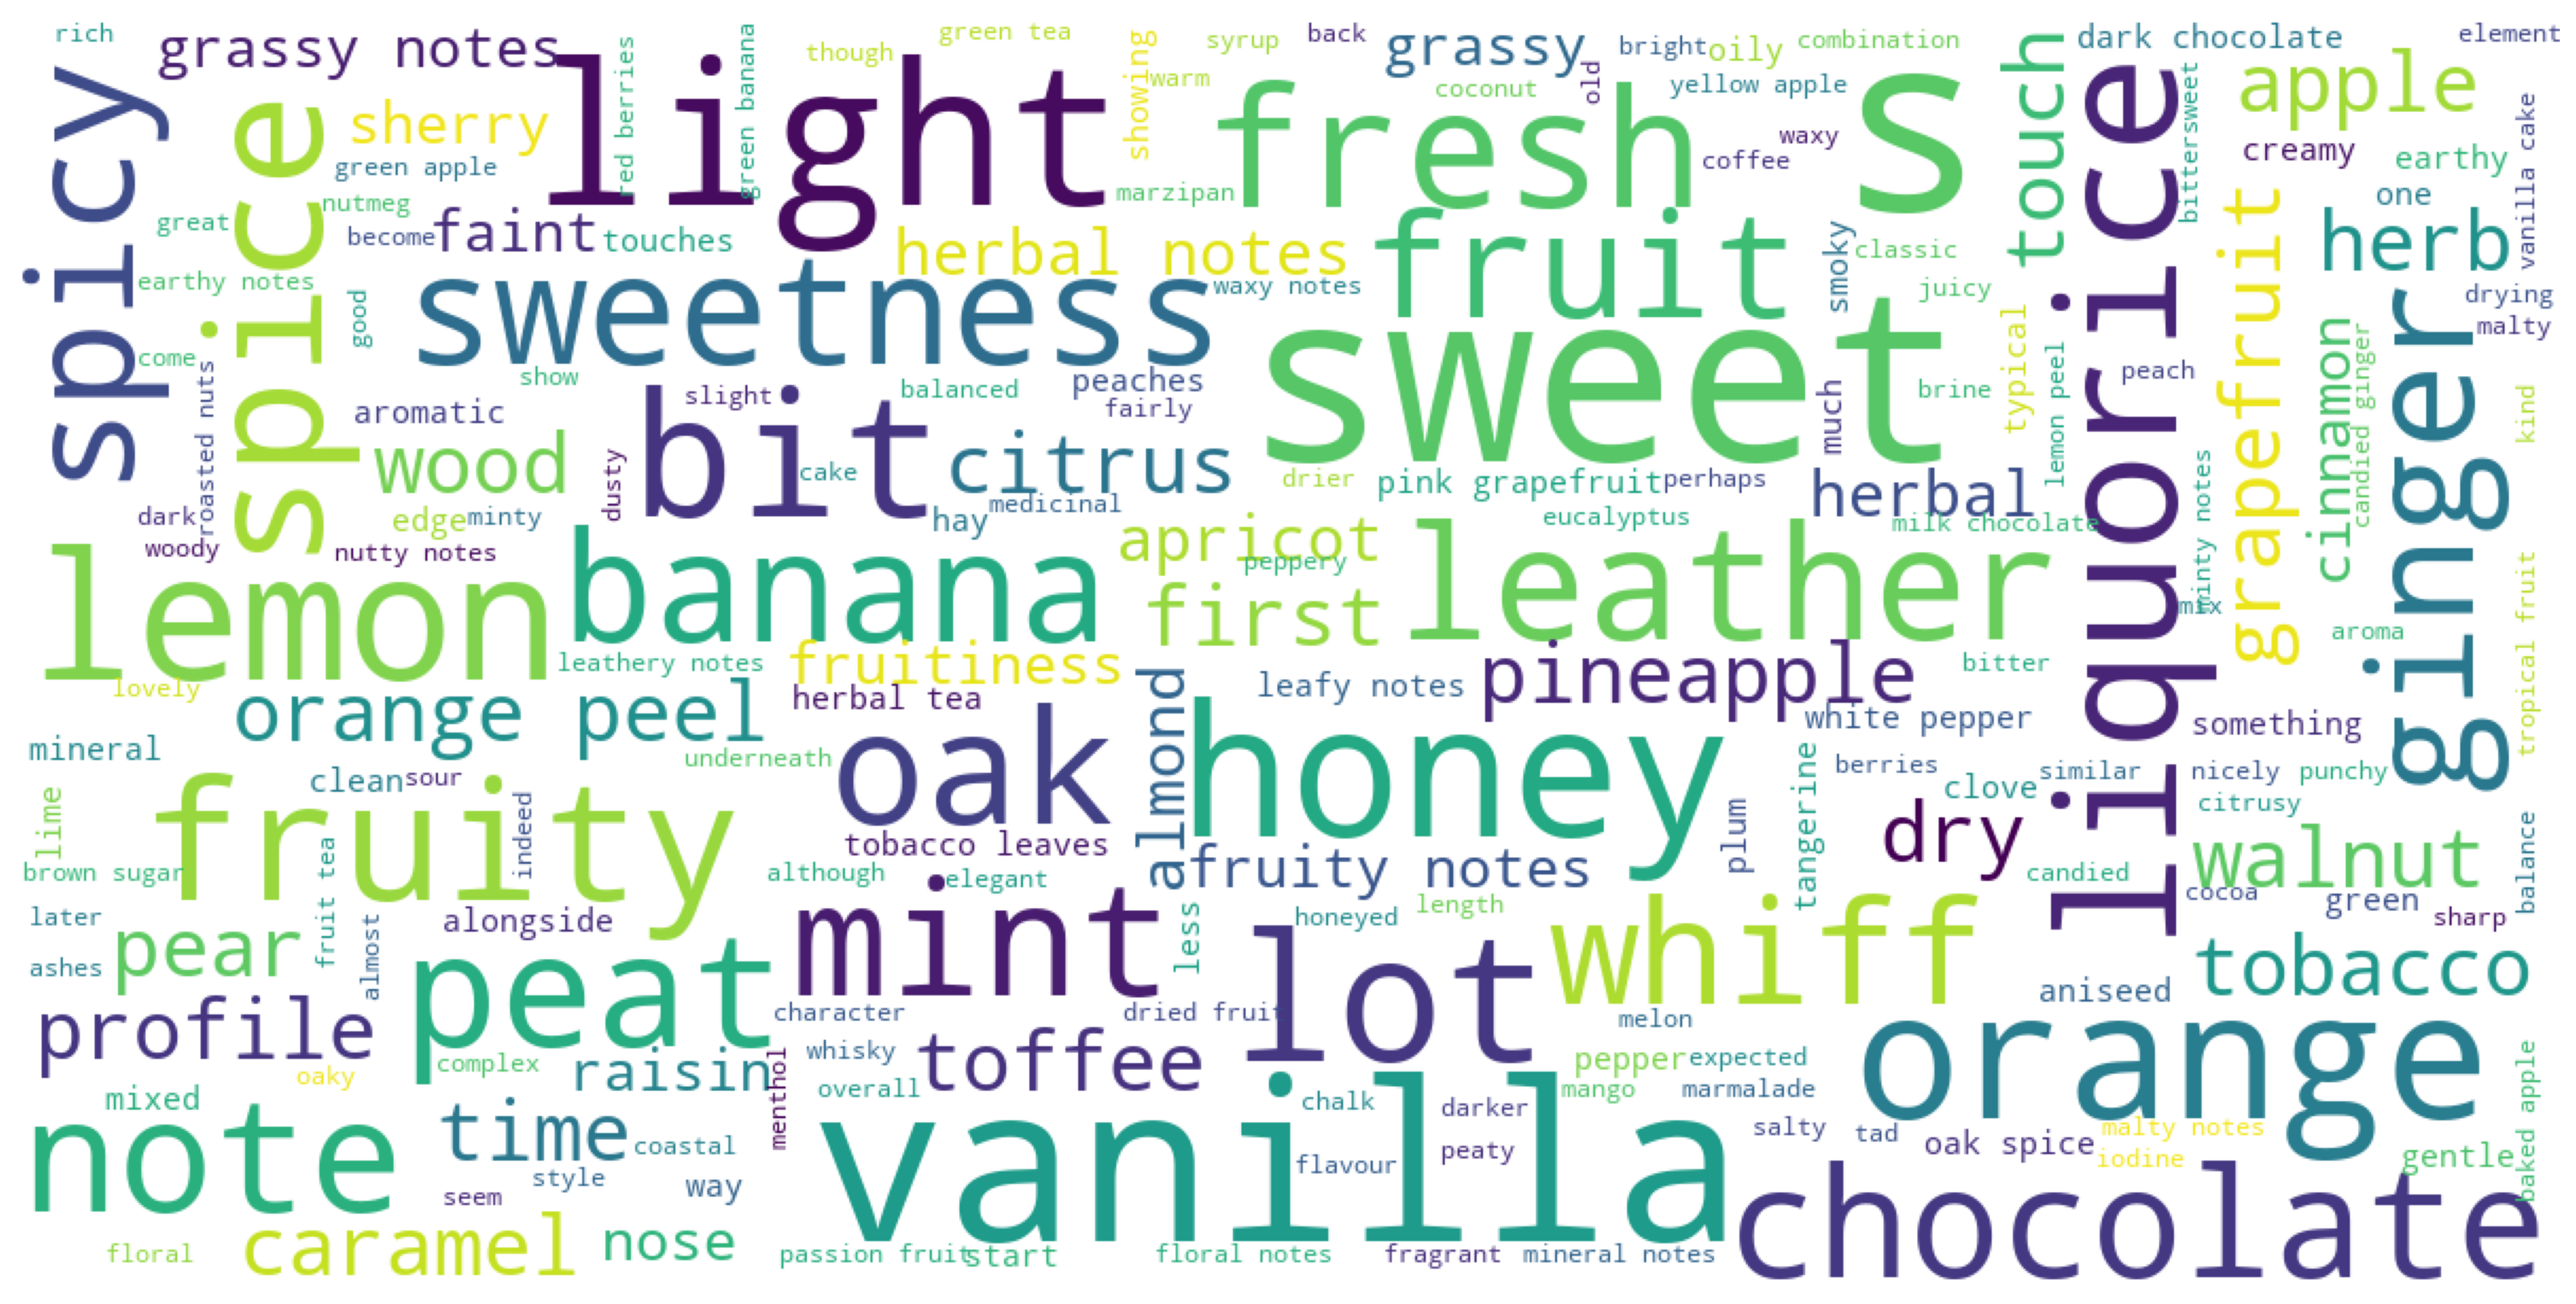 rich
grassy notes
light
though
green tea
showing
syrup
back
grassy
old
bright
oily
combination
touch
dark chocolate
element
spicy
spice
sherry
red berries
green banana
warm
fresh
coconut
yellow apple
s
liquorice
bittersweet
apple
vanilla cake
green apple
nutmeg
great
become
faint
touches
marzipan
waxy
coffee
creamy
earthy
one
herbal notes
fruit
smoky
classic
grapefruit
herb
earthy notes
good
sweetness
waxy notes
juicy
drying
malty
come
roasted nuts
show
bit
slight
balanced
peaches
fairly
sweet
much
brine
typical
lemon peel
peach
cinnamon
candied ginger
ginger
kind
aromatic
wood
dusty
cake
citrus
drier
pink grapefruit
perhaps
herbal
dark
woody
edge
minty
hay
medicinal
eucalyptus
milk chocolate
minty notes
nutty notes
lemon
banana
apricot
peppery
first
leather
mix
tropical fruit
aroma
leathery notes
fruitiness
almond
leafy notes
pineapple
bitter
lovely
orange peel
herbal tea
oak
honey
white pepper
something
mineral
underneath
tangerine
berries
similar
nicely
punchy
clean
sour
lime
fruity
indeed
plum
clove
citrusy
dry
tobacco leaves
fruity notes
walnut
balance
brown sugar
fruit tea
although
elegant
candied
cocoa
green
sharp
later
pear
almost
alongside
mint
less
honeyed
length
whiff
ashes
peat
lot
aniseed
tobacco
profile
character
dried fruit
melon
orange
oaky
complex
raisin
menthol
whisky
toffee
pepper
expected
baked apple
mixed
overall
chalk
darker
mango
marmalade
note
time
coastal
vanilla
salty
tad
oak spice
malty notes
style
seem
way
flavour
peaty
iodine
gentle
chocolate
floral
caramel
nose
passion fruit
start
floral notes
fragrant
mineral notes